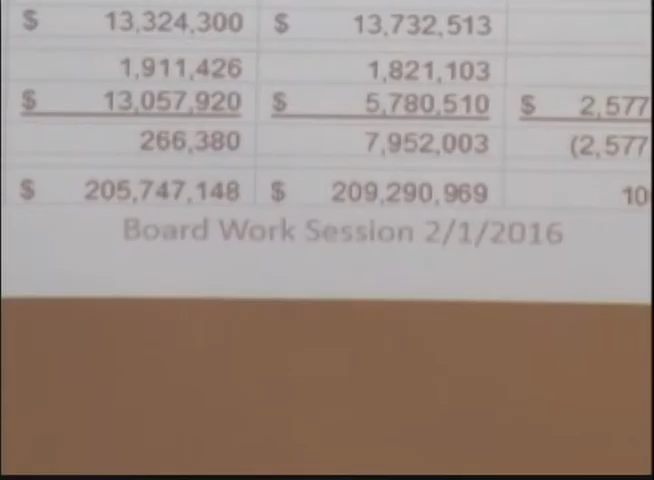 $ 13,324,300 $ 13,732,513
1,911,426 1,821,103
$ 13,057,920 $ 5,780,510 $ 2,577
266,380 7,952,003 (2,577
$ 205,747,148 $ 209,290,969 10
Board Work Session 2/1/2016